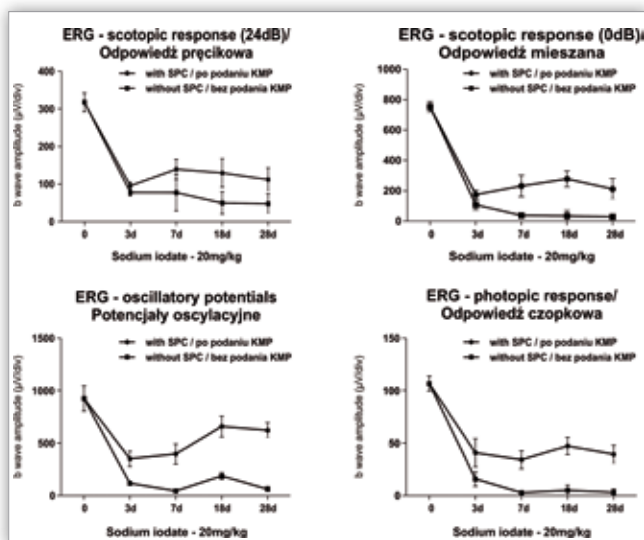 ERG - scotopic response (24dB)/
Odpowiedź pręcikowa
with SPC / po podaniu KMP
without SPC / bez podania KMP
b wave amplitude (µV/div)
400
300
200
100
0
0 3d 7d 18d 28d
Sodium iodate - 20mg/kg
ERG - scotopic response (0dB)/
Odpowiedź mieszana
with SPC / po podaniu KMP
without SPC / bez podania KMP
b wave amplitude (µV/div)
1000
800
600
400
200
0
0 3d 7d 18d 28d
Sodium iodate - 20mg/kg
ERG - oscillatory potentials
Potencjały oscylacyjne
with SPC / po podaniu KMP
without SPC / bez podania KMP
b wave amplitude (µV/div)
1500
1000
500
0
0 3d 7d 18d 28d
Sodium iodate - 20mg/kg
ERG - photopic response/
Odpowiedź czopkowa
with SPC / po podaniu KMP
without SPC / bez podania KMP
b wave amplitude (µV/div)
150
100
50
0
0 3d 7d 18d 28d
Sodium iodate - 20mg/kg